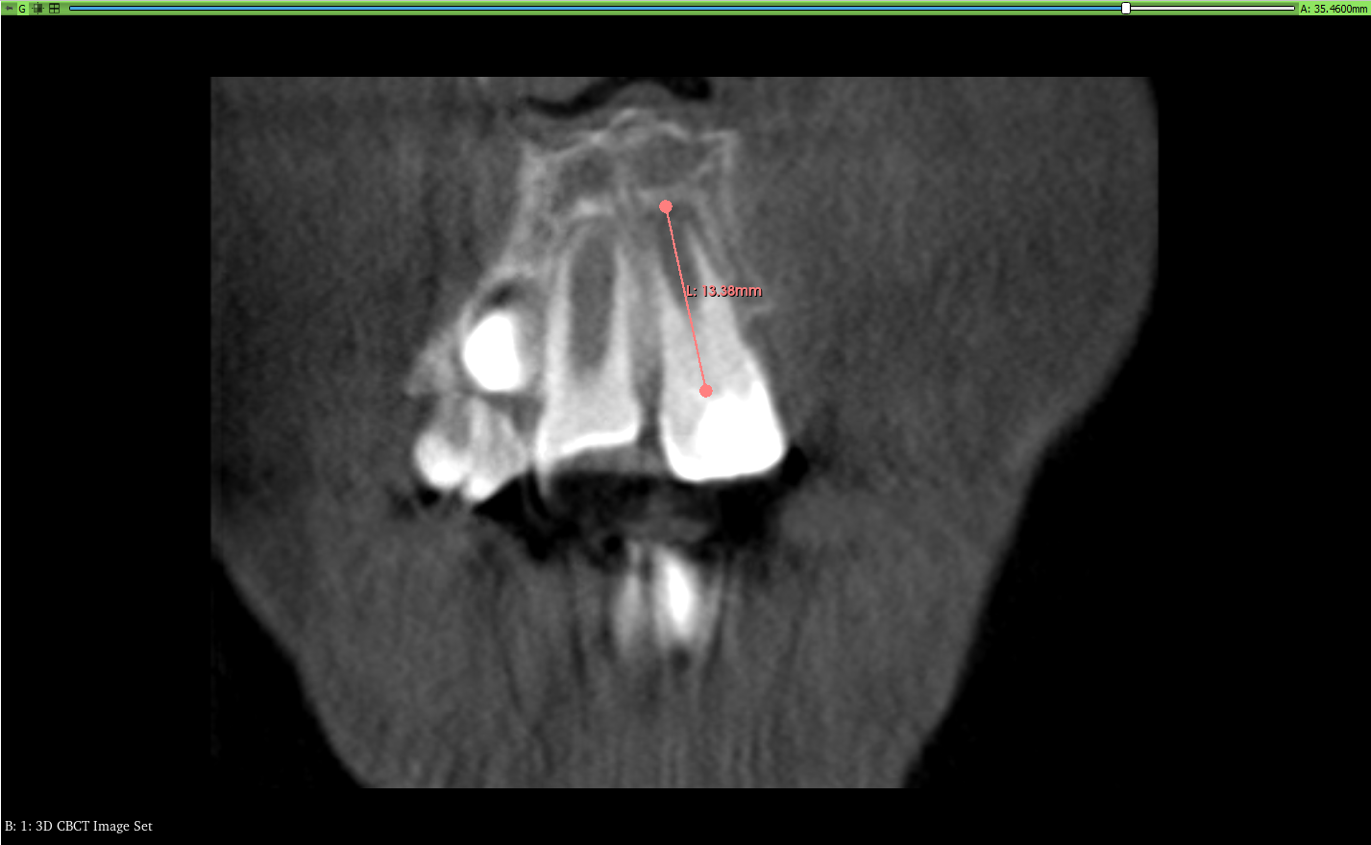 G A: 35.4600mm
L: 13.38mm
B: 1: 3D CBCT Image Set